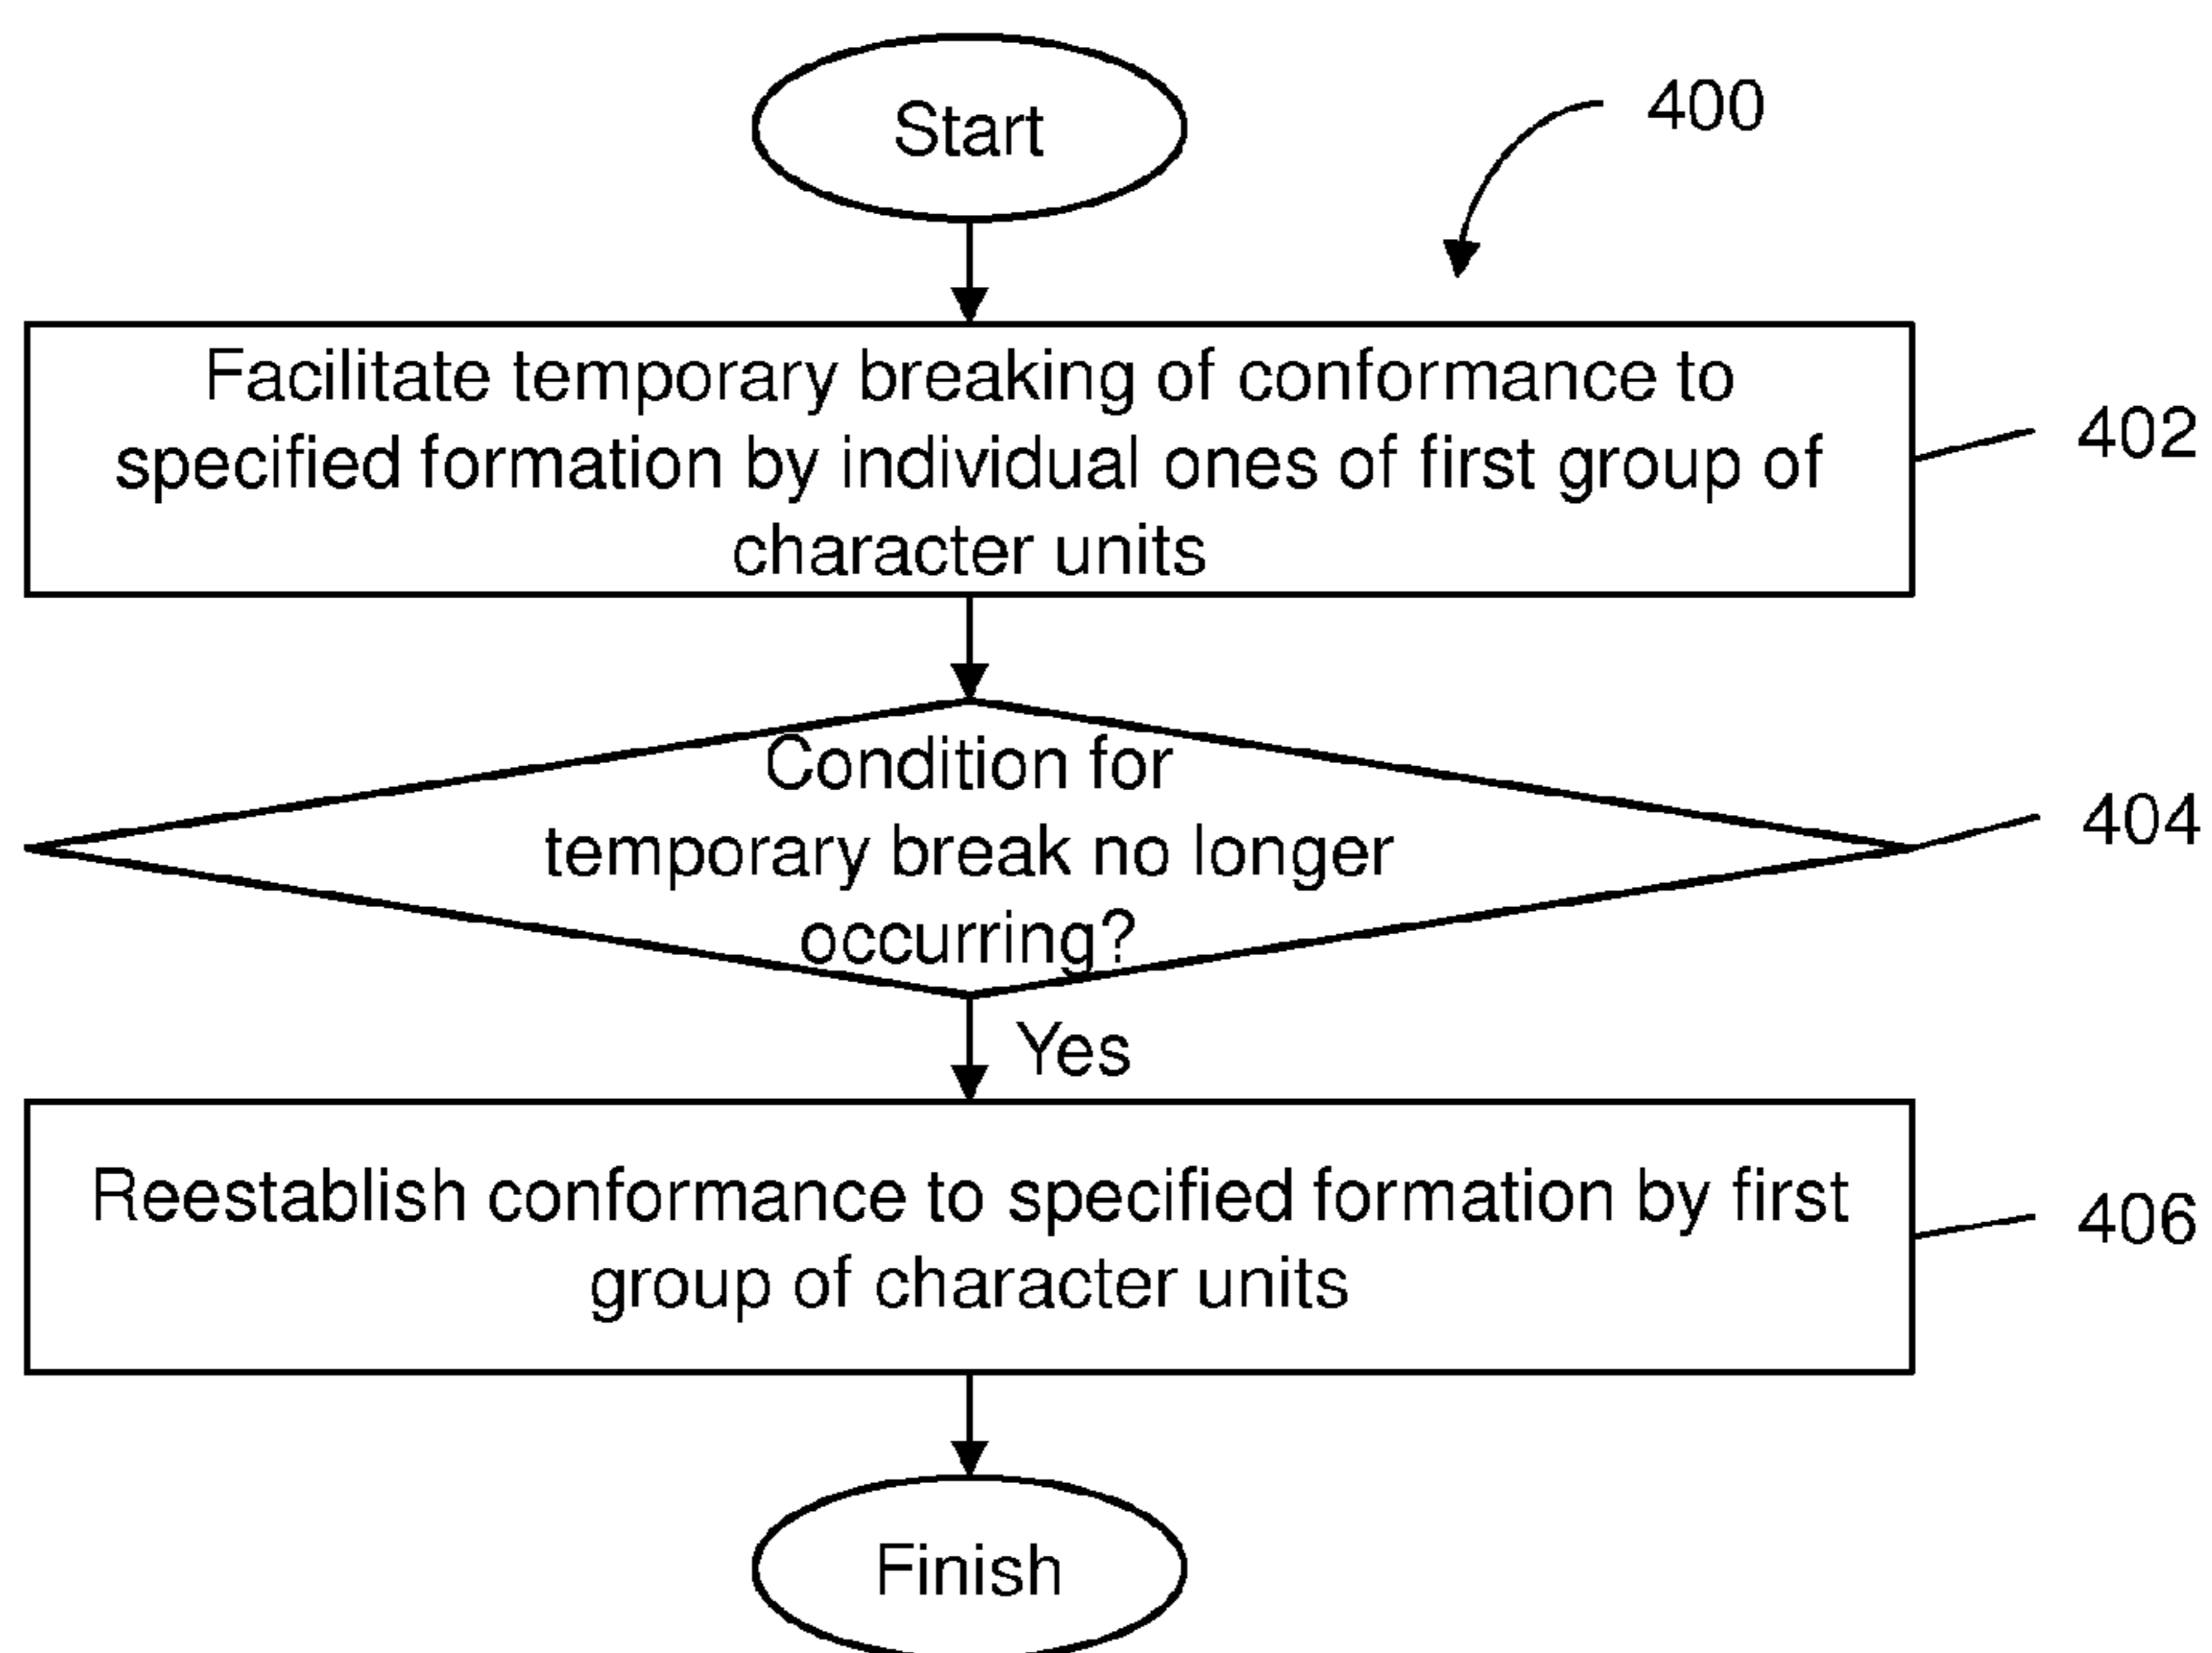 Start
400
Facilitate temporary breaking of conformance to
specified formation by individual ones of first group of
character units
402
Condition for
temporary break no longer
occurring?
404
Yes
Reestablish conformance to specified formation by first
group of character units
406
Finish